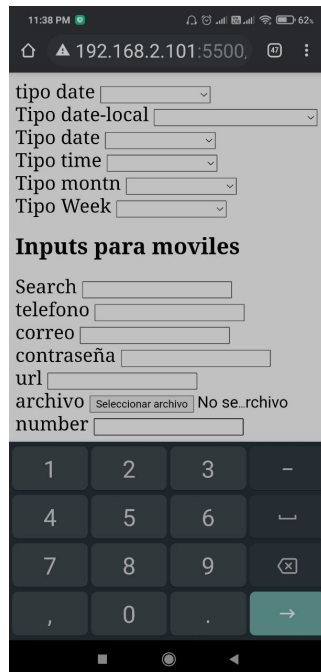 11:38 PM 62%
192.168.2.101:5500, 47
tipo date
Tipo date-local
Tipo date
Tipo time
Tipo montn
Tipo Week
Inputs para moviles
Search
telefono
correo
contraseña
url
archivo Seleccionar archivo No se...rchivo
number
1 2 3 -
4 5 6
7 8 9
, 0 .